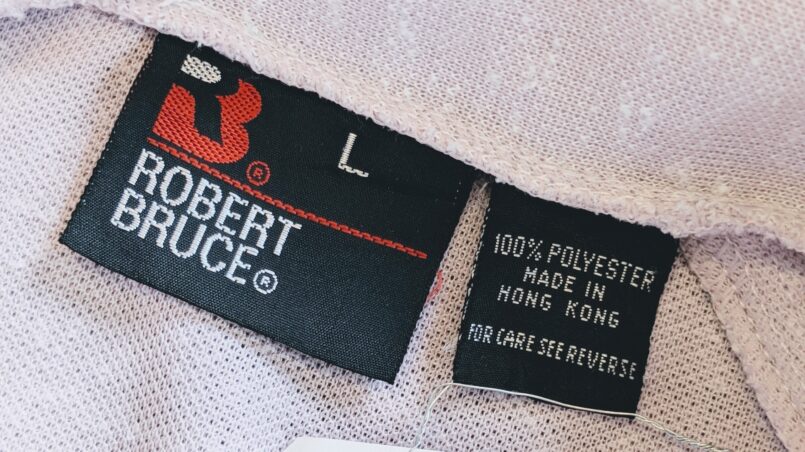 RB®
L
ROBERT
BRUCE®
100% POLYESTER
MADE IN
HONG KONG
FOR CARE SEE REVERSE